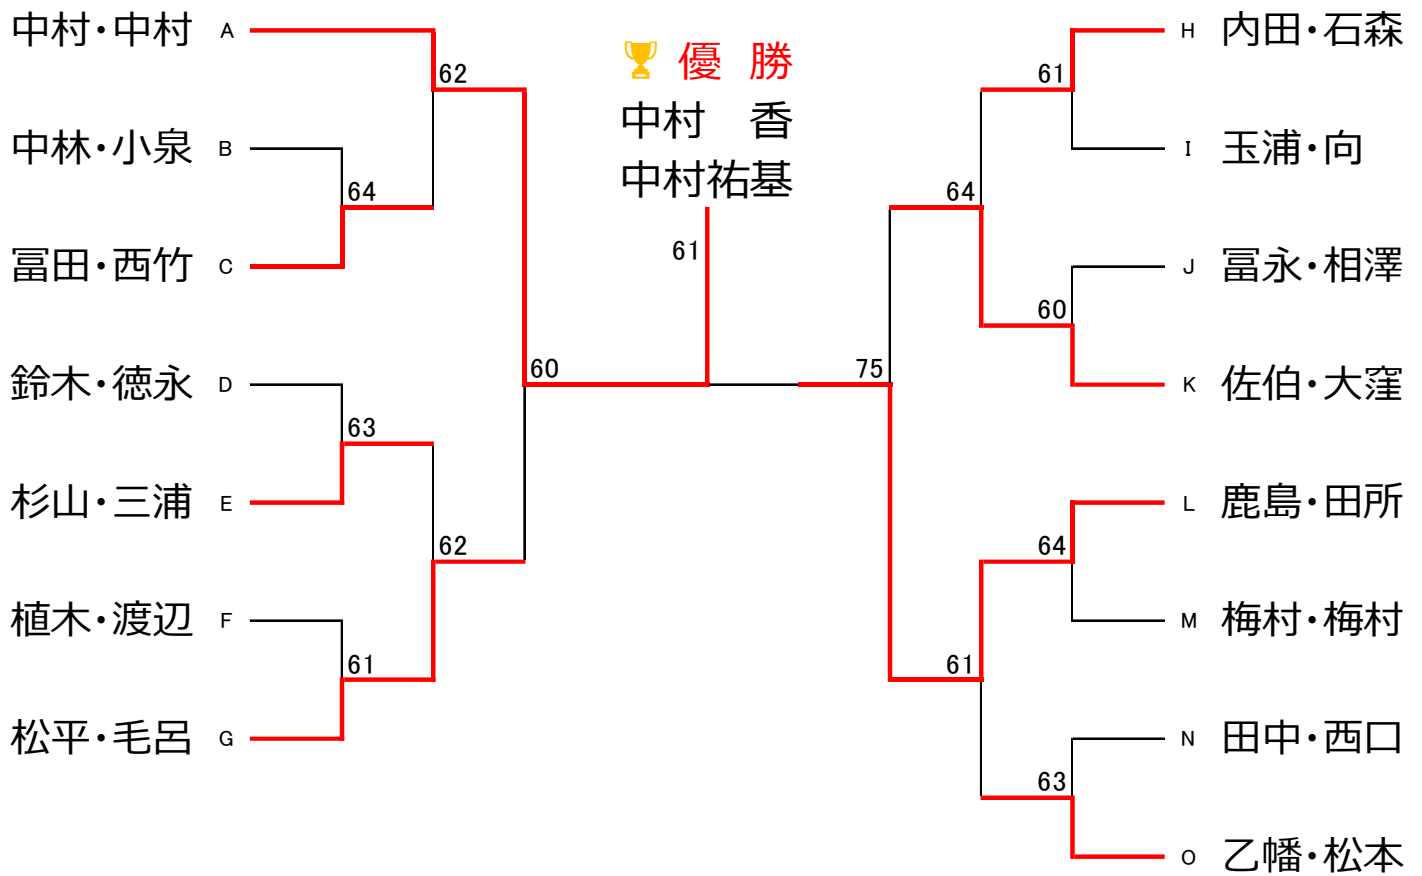 中村・中村 A
62
中林・小泉 B
64
冨田・西竹 C
鈴木・徳永 D
63
杉山・三浦 E
62
植木・渡辺 F
61
松平・毛呂 G
60
優 勝
中村 香
中村祐基
61
75
H 内田・石森
61
I 玉浦・向
64
J 冨永・相澤
60
K 佐伯・大窪
L 鹿島・田所
64
M 梅村・梅村
61
N 田中・西口
63
O 乙幡・松本